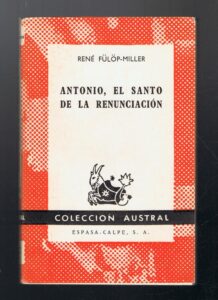 RENÉ FÜLÖP-MILLER
ANTONIO, EL SANTO
DE LA RENUNCIACIÓN
COLECCION AUSTRAL
ESPASA-CALPE, S. A.